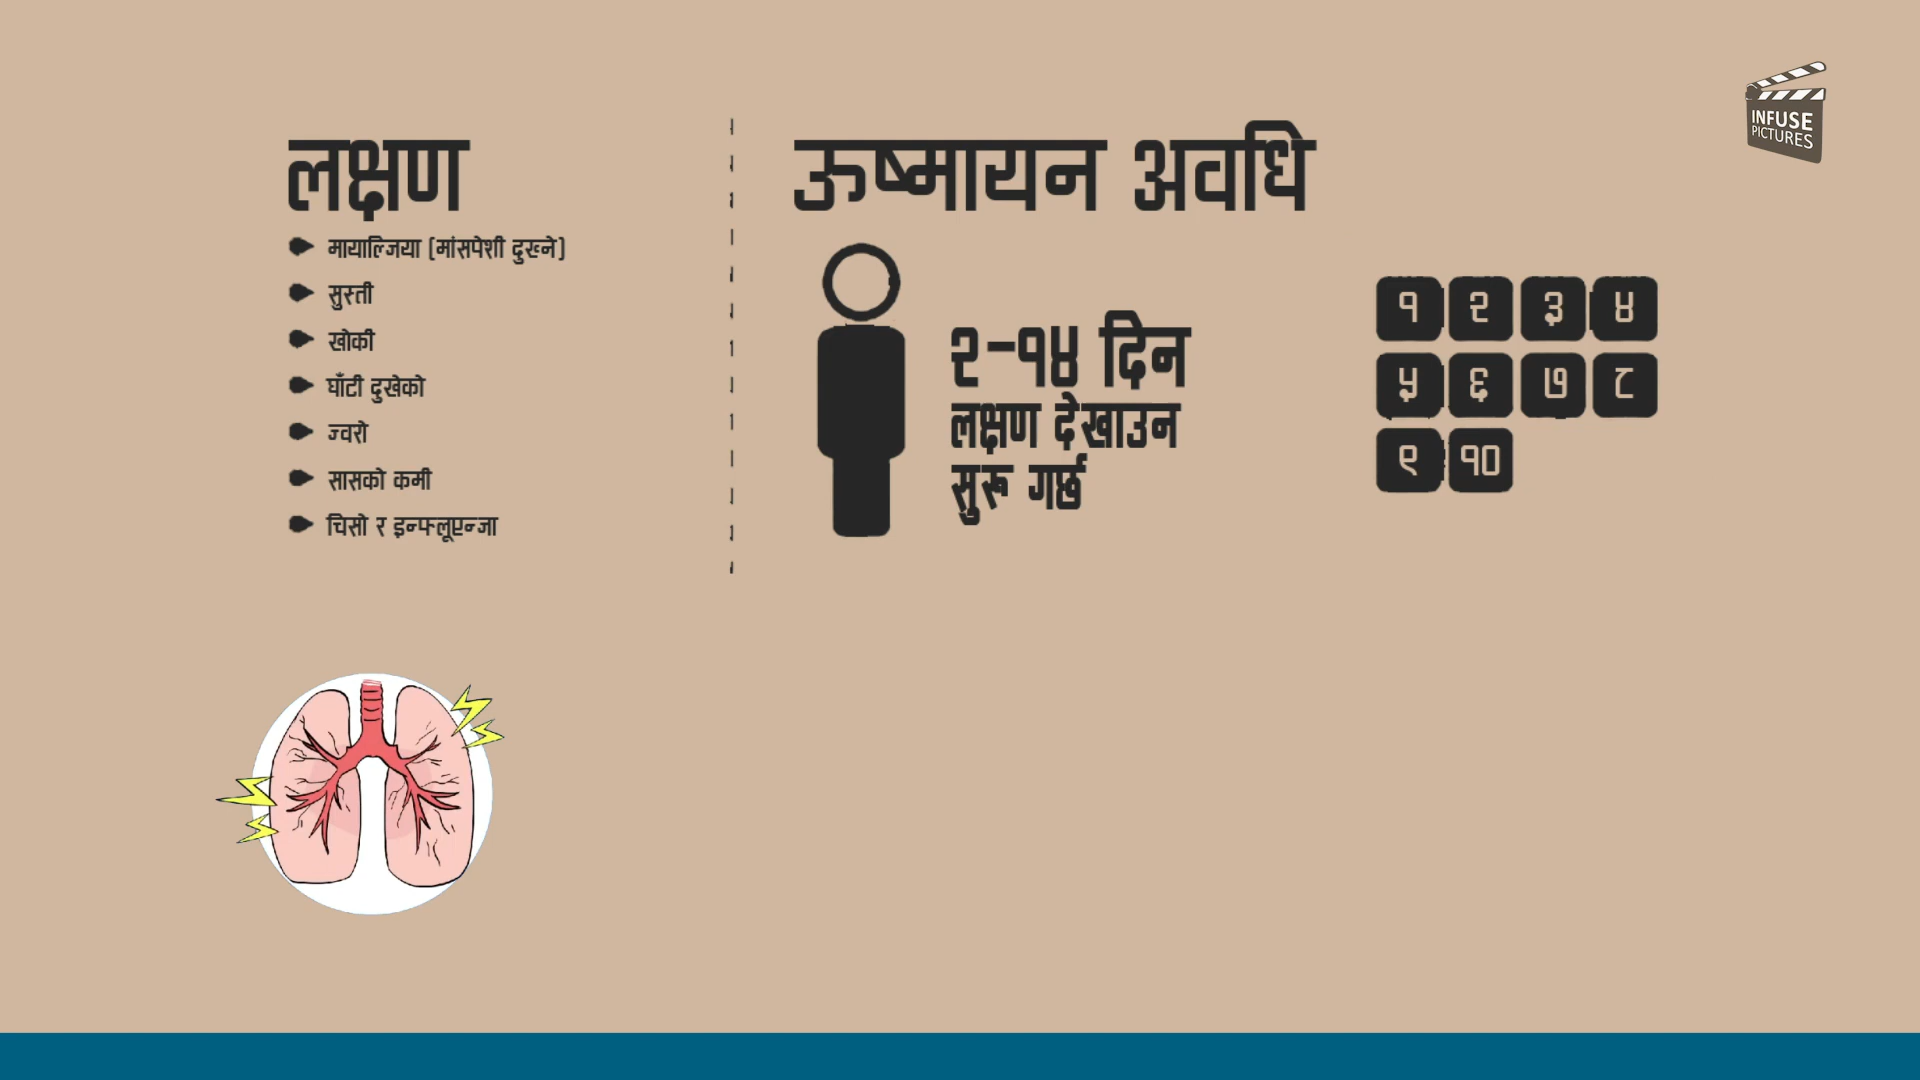 लक्षण
मायाल्जिया (मांसपेशी दुख्ने)
सुस्ती
खोकी
घाँटी दुखेको
ज्वरो
सासको कमी
चिसो र इन्फ्लूएन्जा
ऊष्मायन अवधि
२-१४ दिन
लक्षण देखाउन
सुरू गर्छ
१ २ ३ ४
५ ६ ७ ८
९ १०
INFUSE
PICTURES